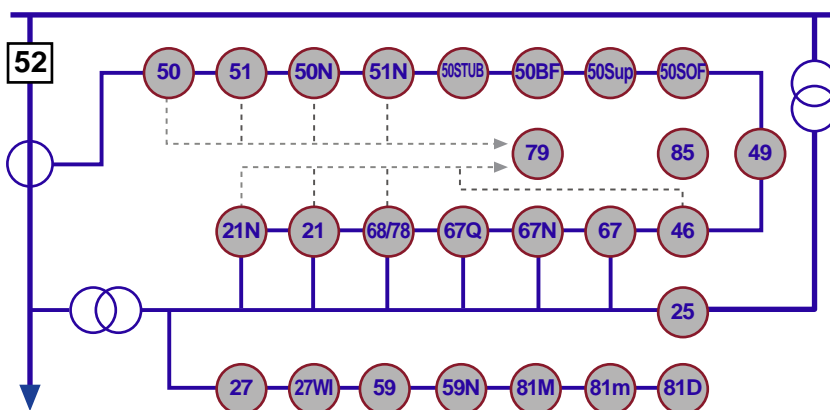 52
50 51 50N 51N 50STUB 50BF 50Sup 50SOF
79 85 49
21N 21 68/78 67Q 67N 67 46
25
27 27WI 59 59N 81M 81m 81D